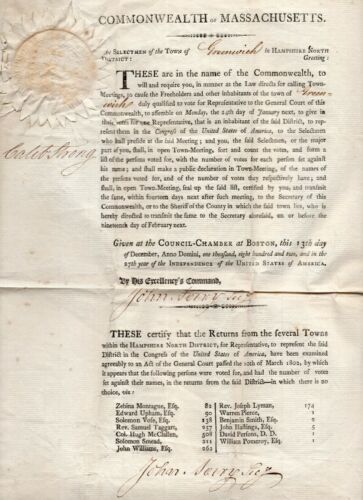 COMMONWEALTH OF MASSACHUSETTS.
SELECTMEN of the Town of Greenwich in HAMPSHIRE NORTH
DISTRICT: Greeting:
THESE are in the name of the Commonwealth, to
will and require you, in manner as the Law directs for calling Town-
Meetings, to cause the Freeholders and other inhabitants of the town of Green
wich duly qualified to vote for Representative to the General Court of this
Commonwealth, to assemble on Monday, the 24th day of January next, to give in
their votes for one Representative, that is an inhabitant of the said District, to rep-
resent them in the Congress of the United States of America, to the Selectmen
who shall preside at the said Meeting; and you, the said Selectmen, or the major
part of you, shall, in open Town-Meeting, sort and count the votes, and form a
list of the persons voted for, with the number of votes for each person set against his
name; and shall make a public declaration in Town-Meeting, of the names of
the persons voted for, and of the number of votes they respectively have; and
shall, in open Town-Meeting, seal up the said list, certified by you, and transmit
the same, within fourteen days next after such meeting, to the Secretary of this
Commonwealth, or to the Sheriff of the County in which that town lies, who is
hereby directed to transmit the same to the Secretary aforesaid, on or before the
nineteenth day of February next.
Caleb Strong
Given at the COUNCIL-CHAMBER at BOSTON, this 13th day
of December, Anno Domini, one thousand, eight hundred and two, and in
the 27th year of the INDEPENDENCE of the UNITED STATES of AMERICA.
By His Excellency's Command,
John Avery Secy
THESE certify that the Returns from the several Towns
within the HAMPSHIRE NORTH DISTRICT, for Representative, to represent the said
District in the Congress of the United States of America, have been examined
agreeably to an Act of the General Court passed the 10th of March 1802, by which
it appears the following persons were voted for, and had the number of votes
set against their names, in the returns from the said District—in which there is no
choice, viz:
Zebina Montague, Esq. 82 Rev. Joseph Lyman, 174
Edward Upham, Esq. 90 Warren Pierce, 1
Solomon Vose, Esq. 138 Benjamin Smith, Esq. 2
Rev. Samuel Taggart, 257 John Hastings, Esq. 5
Col. Hugh McClallen, 508 David Parsons, D. D. 1
Solomon Smead, 211 William Pomeroy, Esq. 1
John Williams, Esq. 262
John Avery Secy